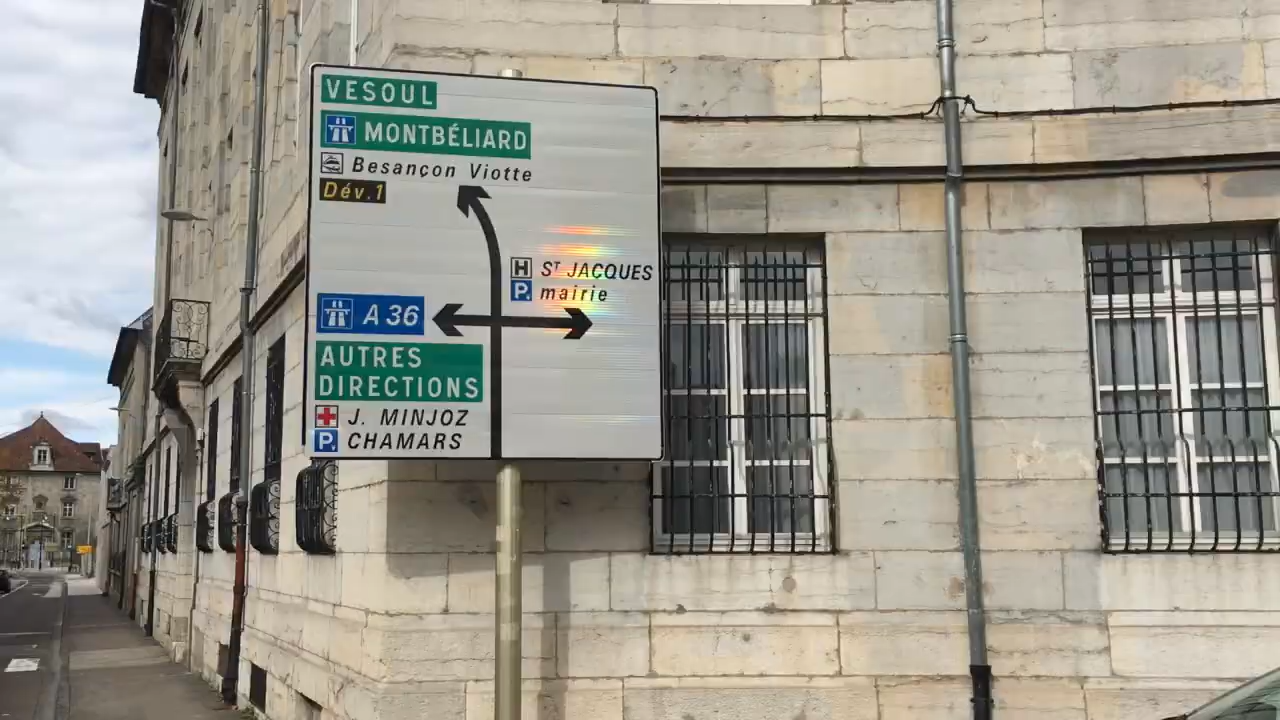 VESOUL
MONTBÉLIARD
Besançon Viotte
Dév.1
H ST JACQUES
P mairie
A 36
AUTRES
DIRECTIONS
J. MINJOZ
P CHAMARS